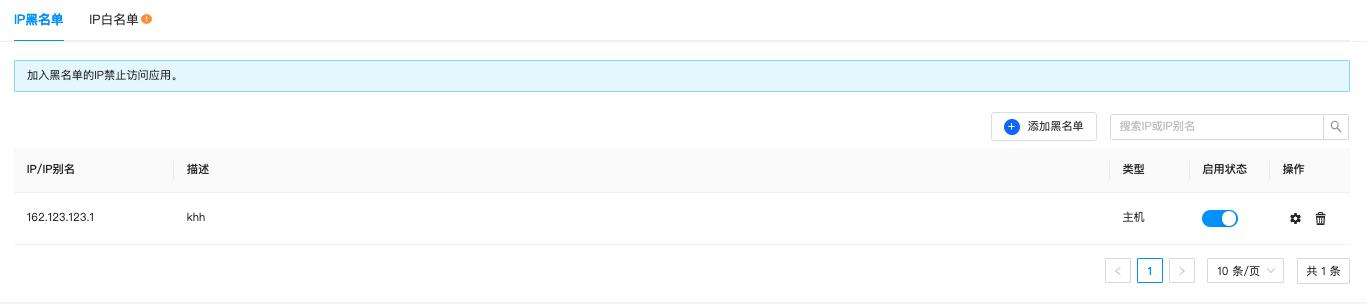 IP黑名单 IP白名单
加入黑名单的IP禁止访问应用。
添加黑名单 搜索IP或IP别名
IP/IP别名 描述 类型 启用状态 操作
162.123.123.1 khh 主机
1 10 条/页 共 1 条